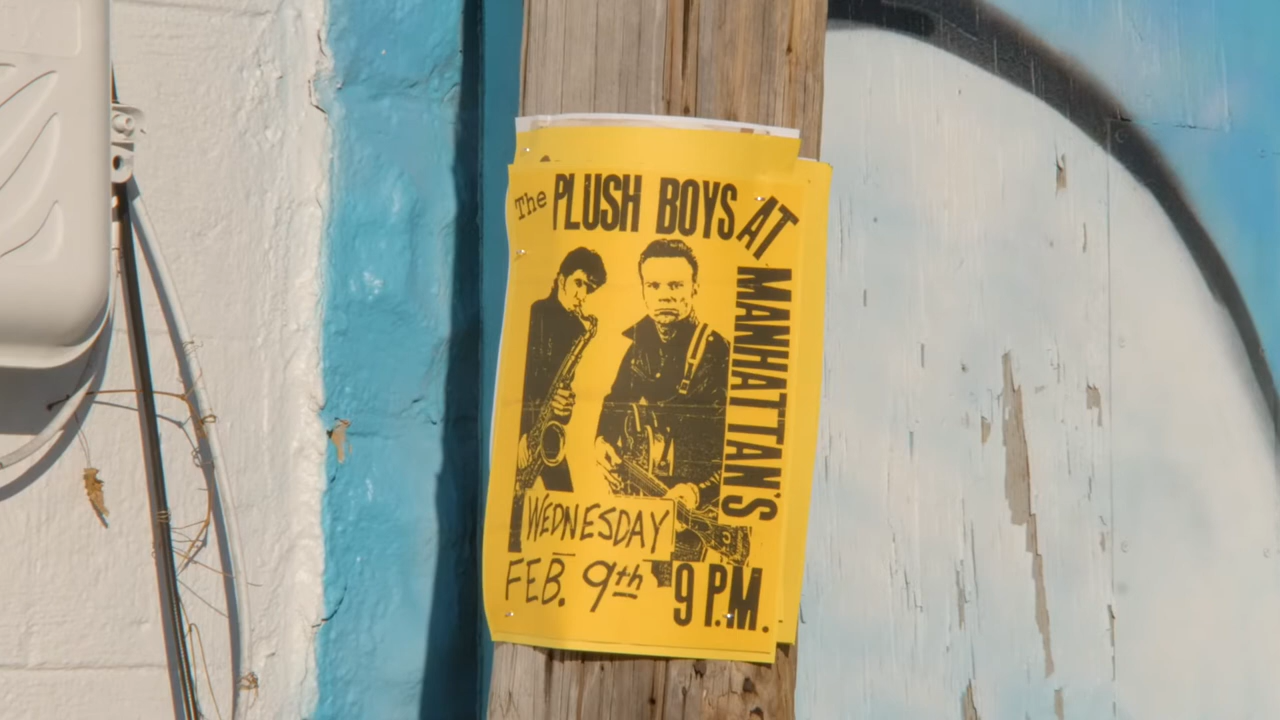 The PLUSH BOYS AT
MANHATTAN'S
WEDNESDAY
FEB. 9th 9 P.M.